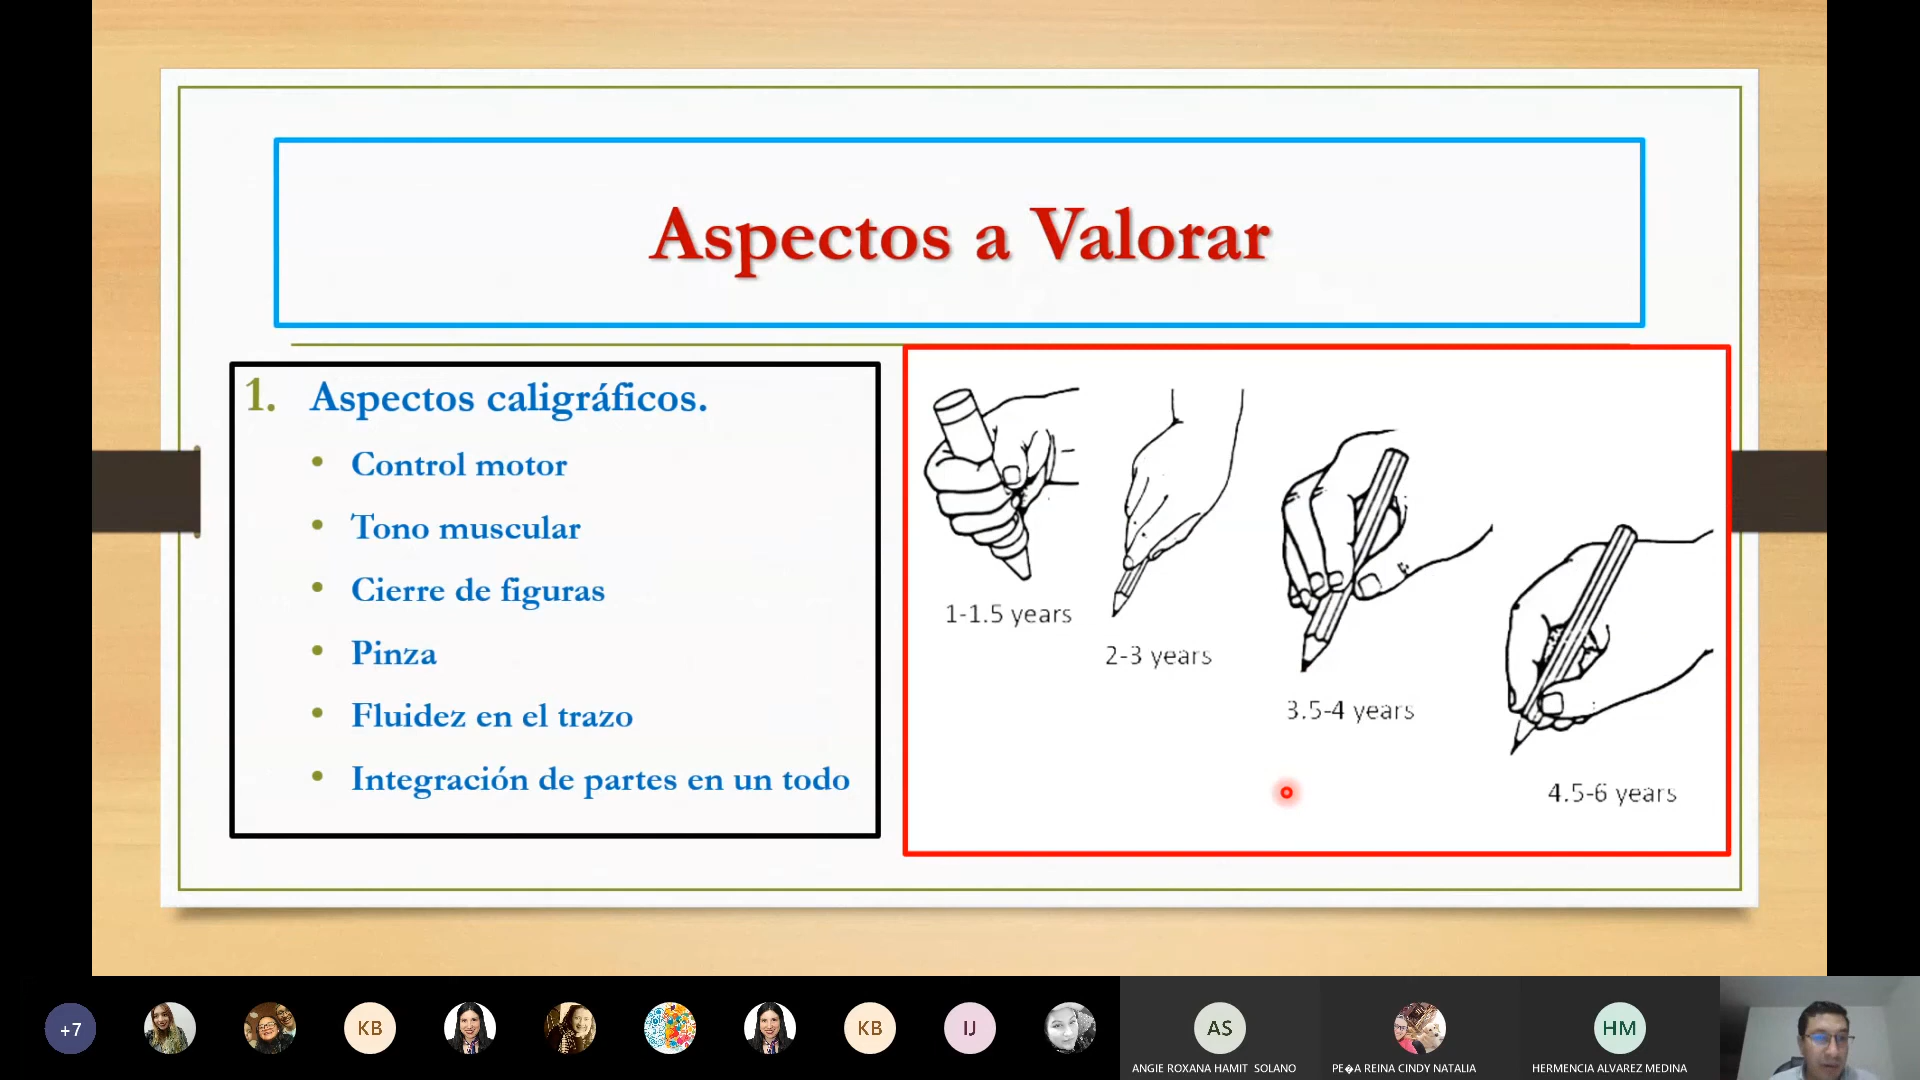 Aspectos a Valorar
1. Aspectos caligráficos.
• Control motor
• Tono muscular
• Cierre de figuras
• Pinza
• Fluidez en el trazo
• Integración de partes en un todo
1-1.5 years
2-3 years
3.5-4 years
4.5-6 years
+7
KB
KB
IJ
AS
HM
ANGIE ROXANA HAMIT SOLANO
PE�A REINA CINDY NATALIA
HERMENCIA ALVAREZ MEDINA